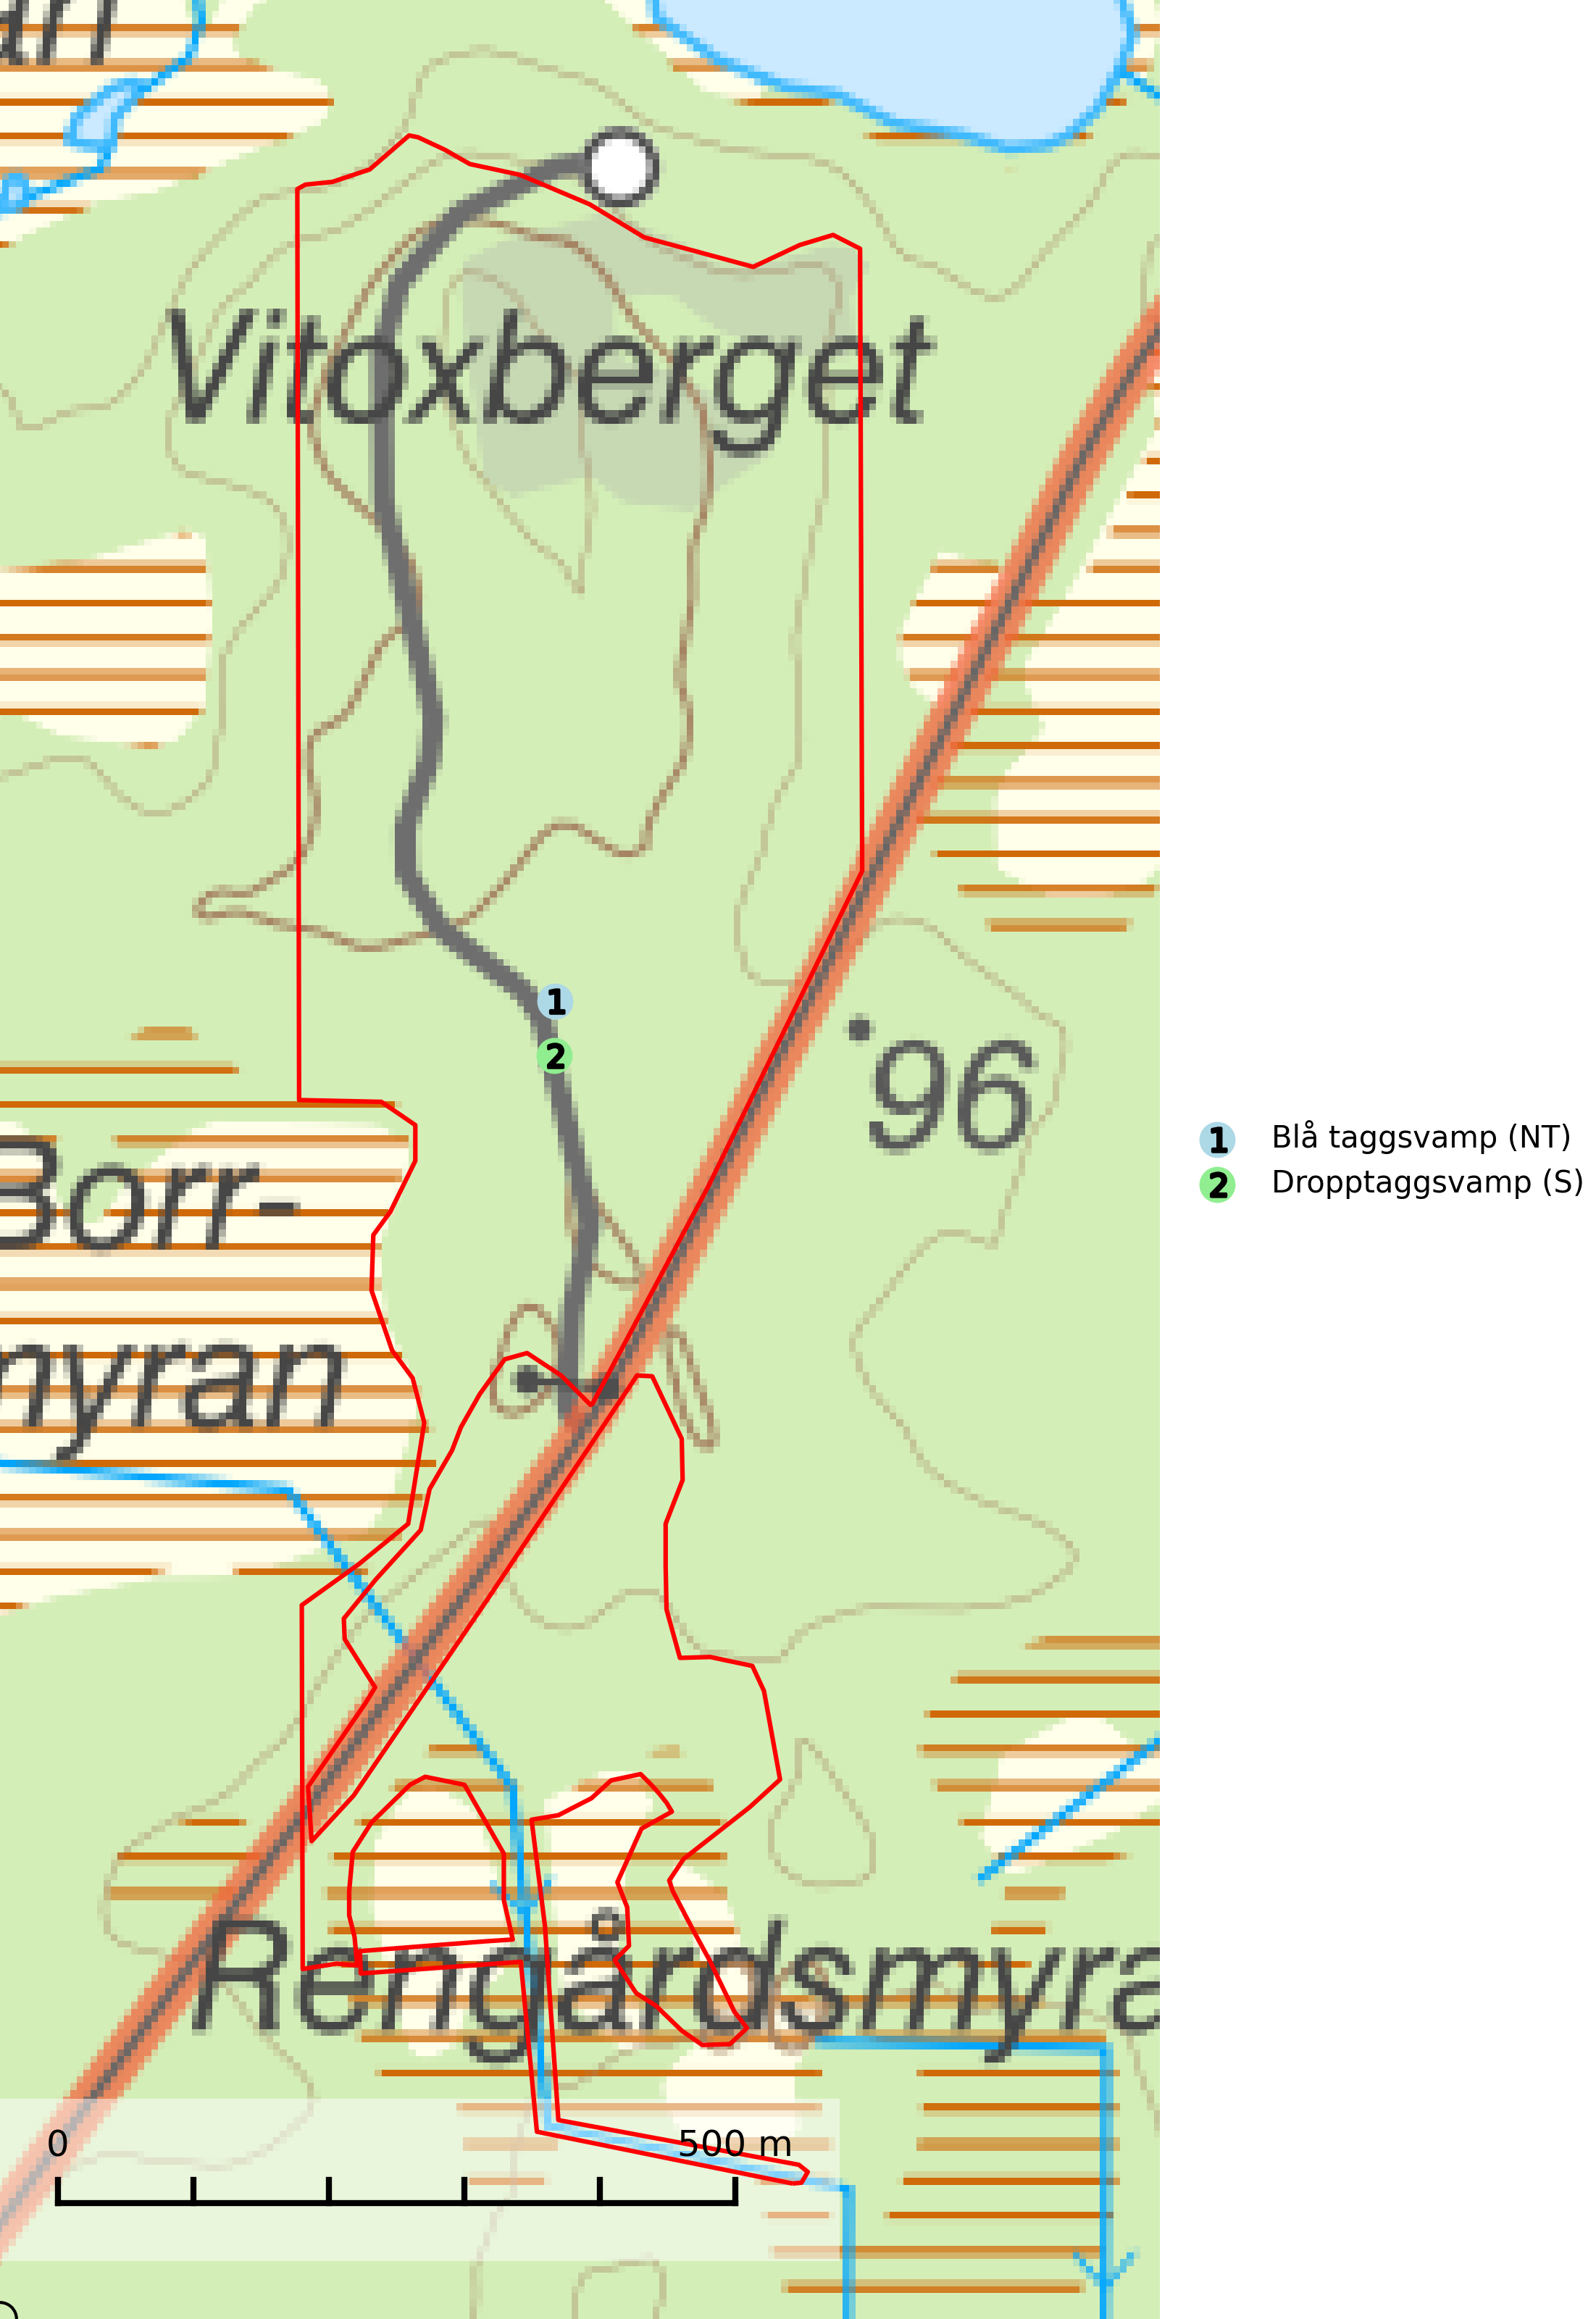 Vitoxberget
1
2
96
Borr-
myran
1 Blå taggsvamp (NT)
2 Dropptaggsvamp (S)
Rengårdsmyra
0 500 m